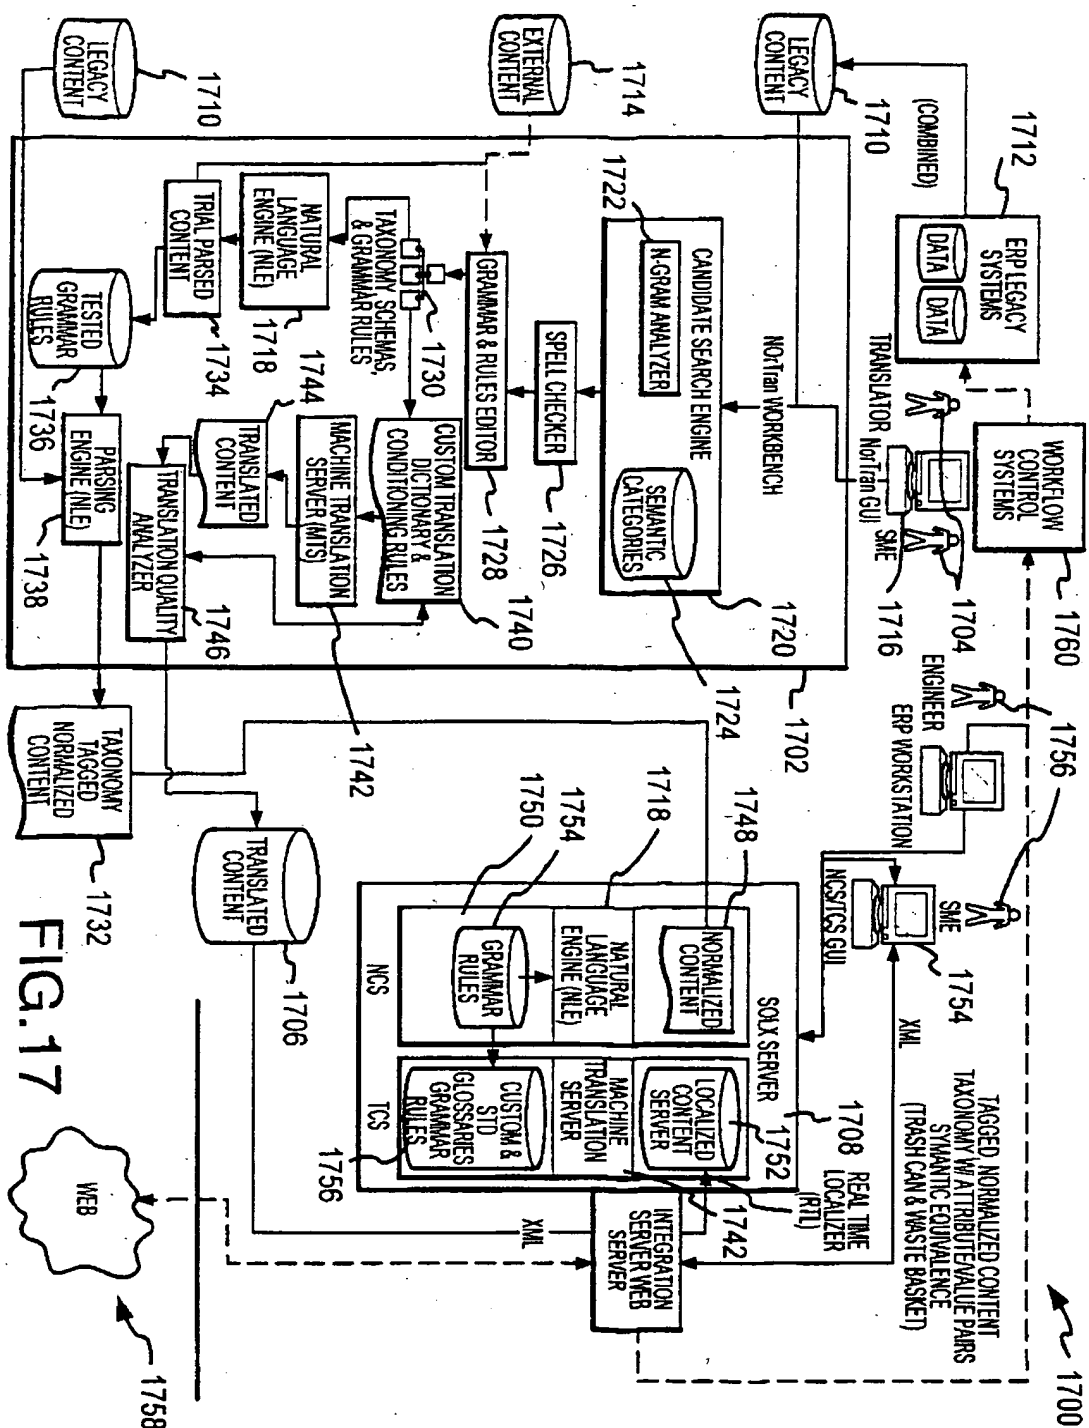 1700
1712
ERP LEGACY
SYSTEMS
DATA
DATA
(COMBINED)
WORKFLOW
CONTROL
SYSTEMS
1760
TRANSLATOR
SME
NorTran GUI
1704
1716
1756
ENGINEER
ERP WORKSTATION
SME
NCS/TCS GUI
1754
XML
TAGGED NORMALIZED CONTENT
TAXONOMY W/ATTRIBUTE/VALUE PAIRS
SYMANTIC EQUIVALENCE
(TRASH CAN & WASTE BASKET)
LEGACY
CONTENT
1710
NOrTran WORKBENCH
CANDIDATE SEARCH ENGINE
1722
N-GRAM ANALYZER
SEMANTIC
CATEGORIES
1720
1724
1702
SPELL CHECKER
1726
EXTERNAL
CONTENT
1714
GRAMMAR & RULES EDITOR
1728
TAXONOMY, SCHEMAS,
& GRAMMAR RULES
1730
CUSTOM TRANSLATION
DICTIONARY &
CONDITIONING RULES
1740
NATURAL
LANGUAGE
ENGINE (NLE)
1718
MACHINE TRANSLATION
SERVER (MTS)
1742
TRIAL PARSED
CONTENT
1734
TRANSLATED
CONTENT
1744
TRANSLATION QUALITY
ANALYZER
1746
LEGACY
CONTENT
1710
TESTED
GRAMMAR
RULES
1736
PARSING
ENGINE (NLE)
1738
TAXONOMY
TAGGED
NORMALIZED
CONTENT
1732
TRANSLATED
CONTENT
1706
SOLX SERVER
1708
1748
NORMALIZED
CONTENT
1718
NATURAL
LANGUAGE
ENGINE (NLE)
1754
GRAMMAR
RULES
1750
NCS
LOCALIZED
CONTENT
SERVER
1752
MACHINE
TRANSLATION
SERVER
1742
CUSTOM &
STD
GLOSSARIES
GRAMMAR
RULES
1756
TCS
REAL TIME
LOCALIZER
(RTL)
INTEGRATION
SERVER WEB
SERVER
XML
WEB
1758
FIG.17